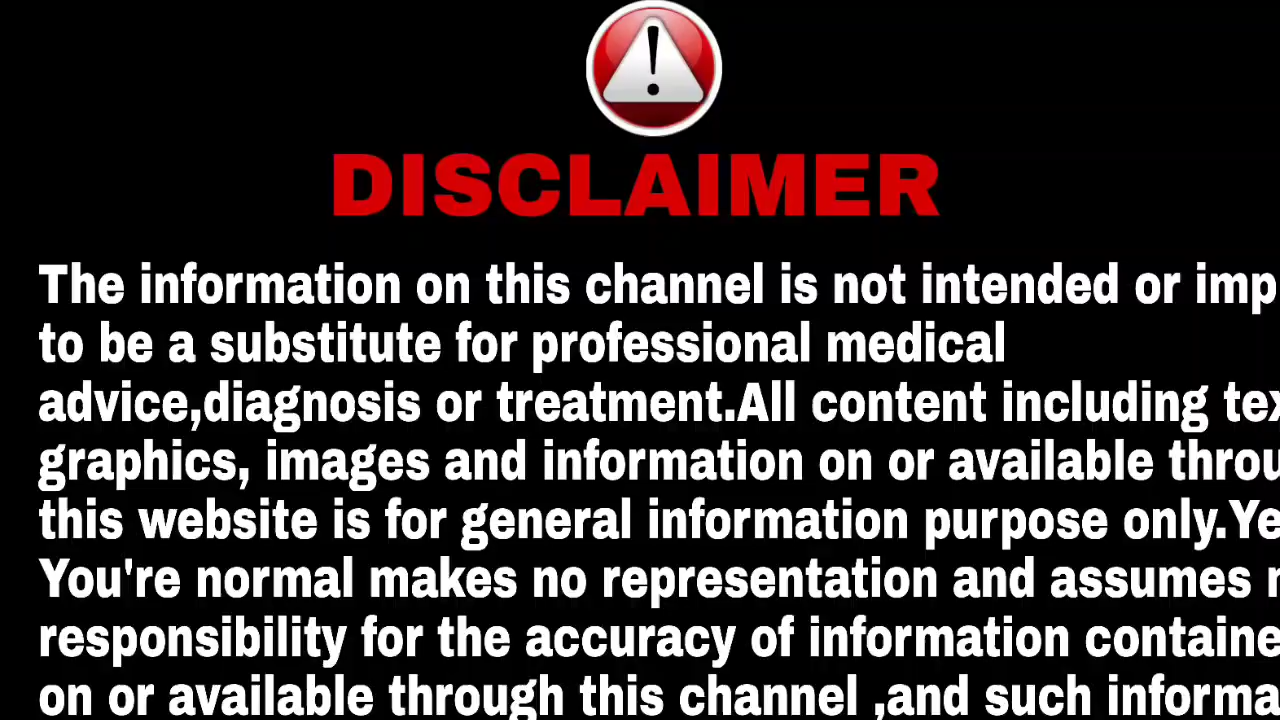 DISCLAIMER
The information on this channel is not intended or
to be a substitute for professional medical
advice,diagnosis or treatment.All content including
graphics, images and information on or available
this website is for general information purpose only.
You're normal makes no representation and assumes
responsibility for the accuracy of information
on or available through this channel ,and such